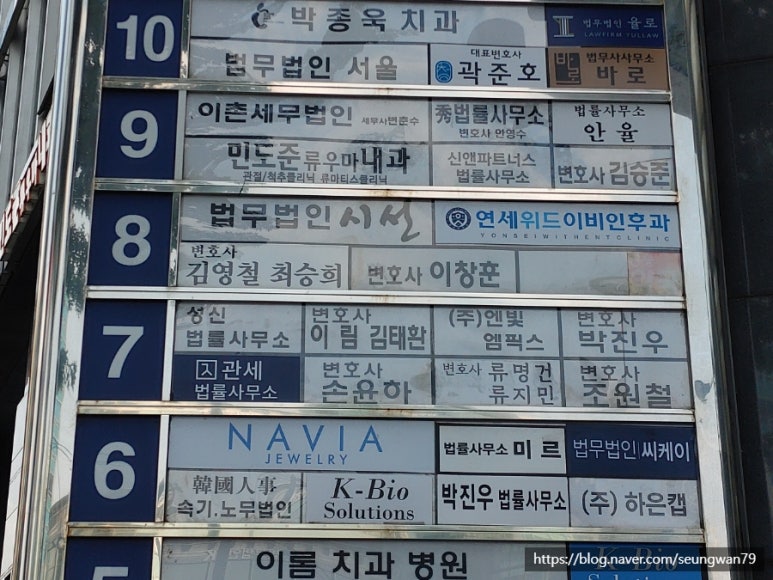 10
박종욱 치과
법무법인 율로
LAWFIRM YULLAW
법무법인 서울
대표변호사
곽준호
바로
법무사사무소
바로
9
이촌세무법인 세무사변춘수
秀법률사무소
변호사 안영수
법률사무소
안 율
민도준류우마내과
관절/척추클리닉 류마티스클리닉
신앤파트너스
법률사무소
변호사 김승준
8
법무법인 시선
연세위드이비인후과
YONSEIWITHENTCLINIC
변호사
김영철 최승희
변호사 이창훈
7
성신
법률사무소
변호사
이 림 김태환
(주)엔빛
엠픽스
변호사
박진우
관세
법률사무소
변호사
손윤하
변호사 류명건
류지민
변호사
조원철
6
NAVIA
JEWELRY
법률사무소 미르
법무법인 씨케이
韓國人事
속기.노무법인
K-Bio
Solutions
박진우 법률사무소
(주) 하은캡
5
이롬 치과 병원
K-Bio
Solutions
https://blog.naver.com/seungwan79